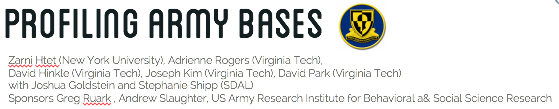 PROFILING ARMY BASES
Zarni Htet (New York University), Adrienne Rogers (Virginia Tech),
David Hinkle (Virginia Tech), Joseph Kim (Virginia Tech), David Park (Virginia Tech)
with Joshua Goldstein and Stephanie Shipp (SDAL)
Sponsors Greg Ruark , Andrew Slaughter, US Army Research Institute for Behavioral a& Social Science Research